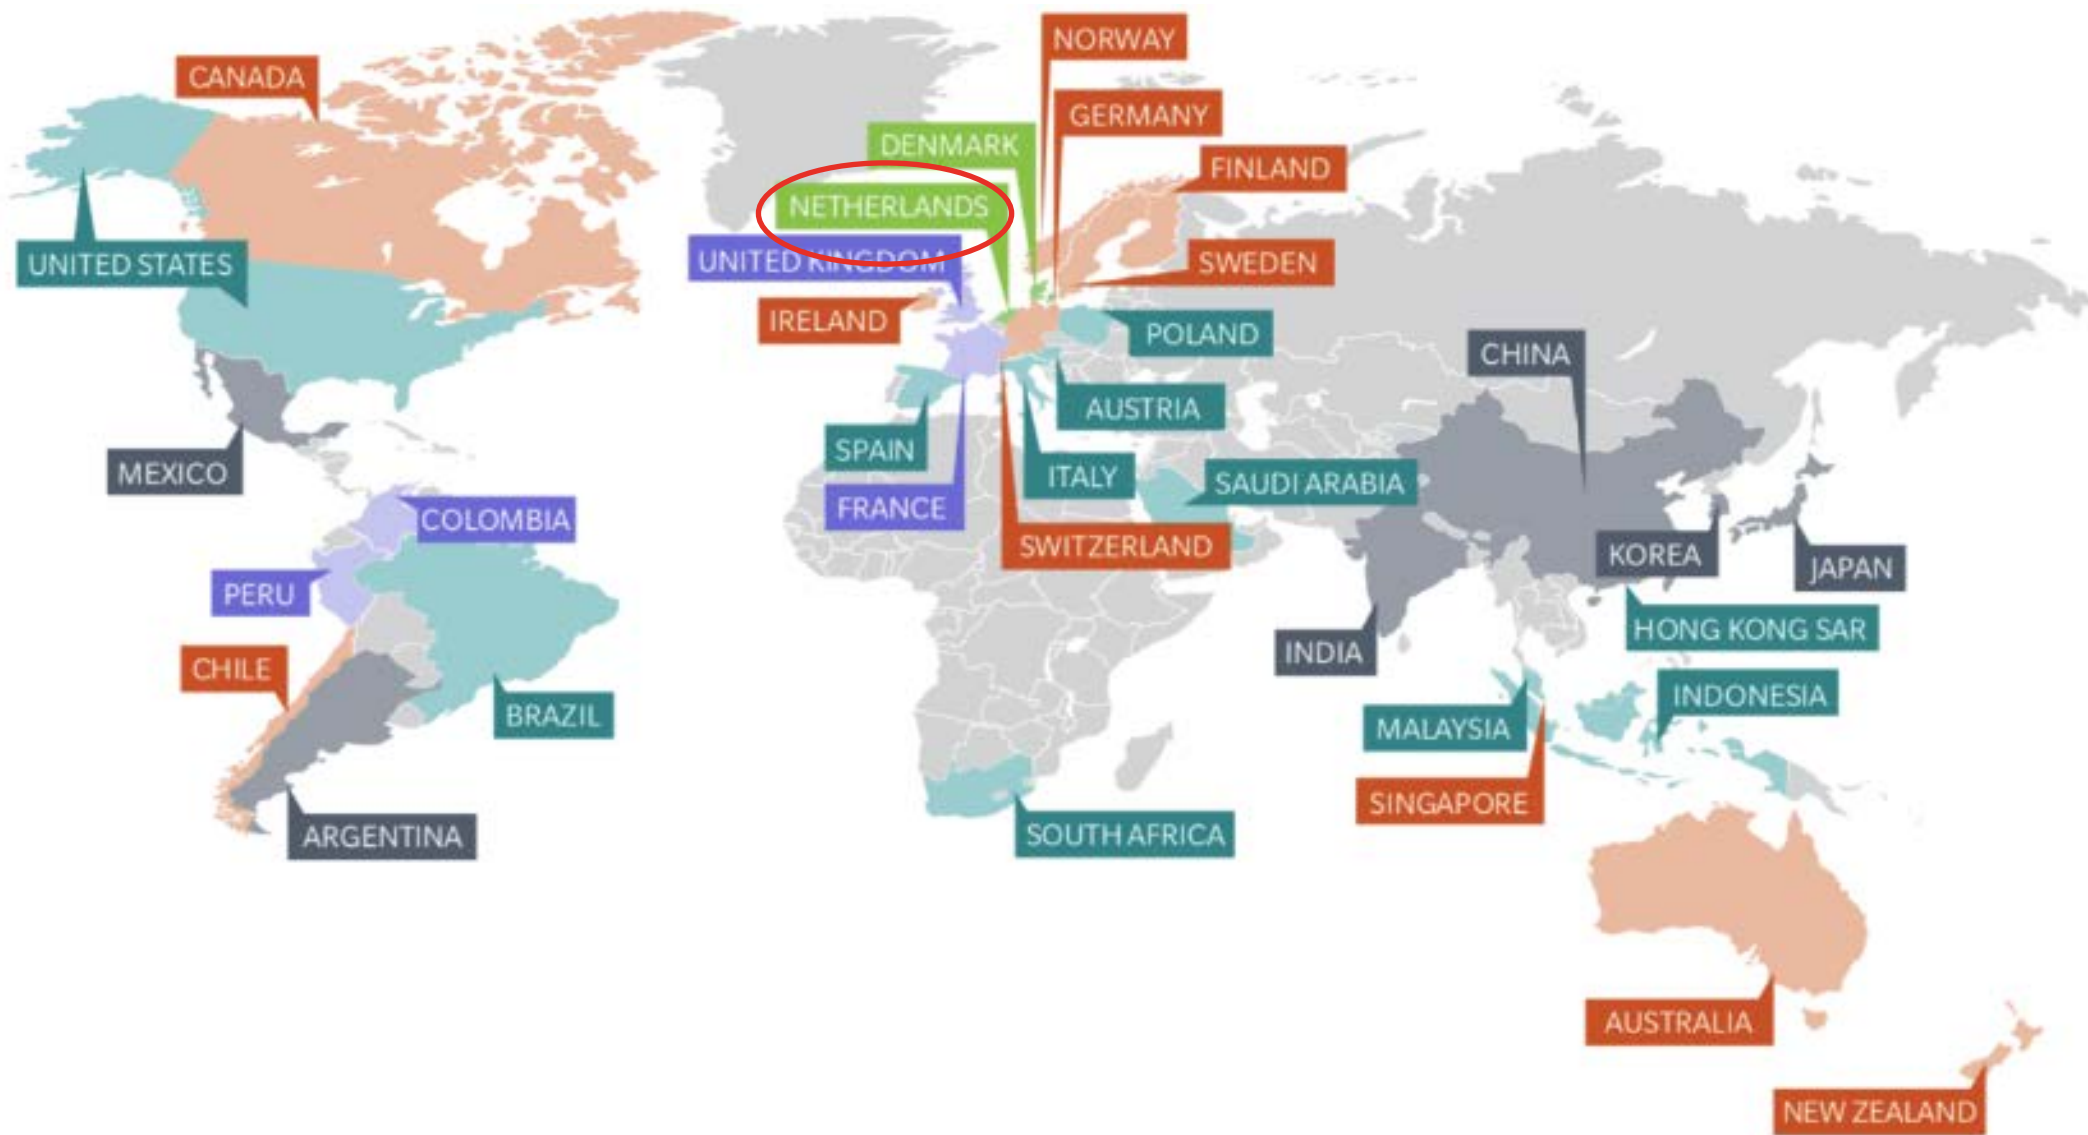 NORWAY
CANADA
GERMANY
DENMARK
FINLAND
NETHERLANDS
UNITED KINGDOM
SWEDEN
UNITED STATES
IRELAND
POLAND
CHINA
AUSTRIA
SPAIN
MEXICO
ITALY
SAUDI ARABIA
FRANCE
COLOMBIA
SWITZERLAND
KOREA
JAPAN
PERU
HONG KONG SAR
INDIA
CHILE
INDONESIA
BRAZIL
MALAYSIA
SINGAPORE
ARGENTINA
SOUTH AFRICA
AUSTRALIA
NEW ZEALAND